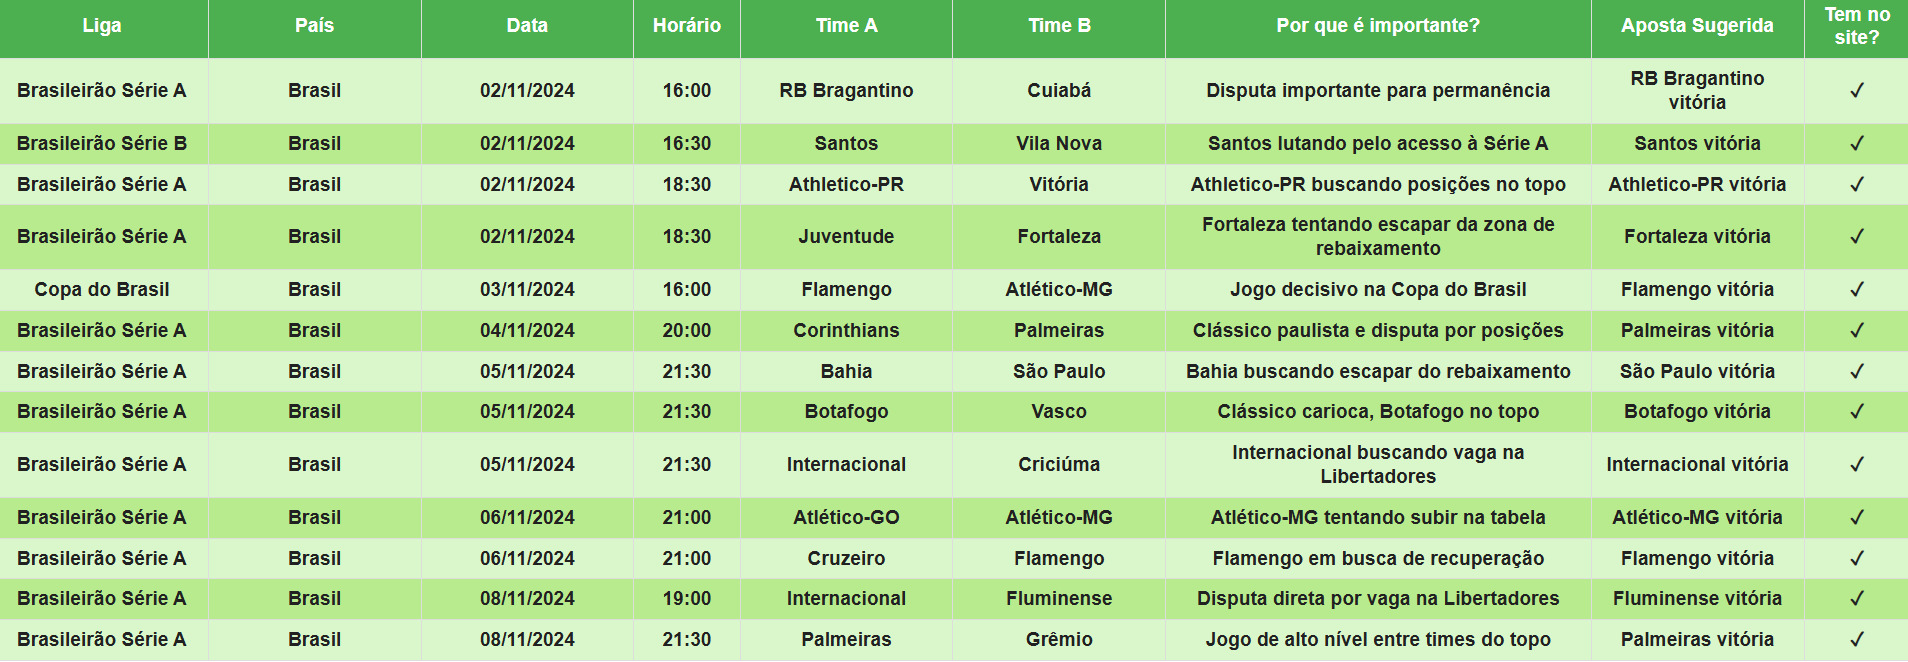 Liga País Data Horário Time A Time B Por que é importante? Aposta Sugerida Tem no
site?
Brasileirão Série A Brasil 02/11/2024 16:00 RB Bragantino Cuiabá Disputa importante para permanência RB Bragantino
vitória ✓
Brasileirão Série B Brasil 02/11/2024 16:30 Santos Vila Nova Santos lutando pelo acesso à Série A Santos vitória ✓
Brasileirão Série A Brasil 02/11/2024 18:30 Athletico-PR Vitória Athletico-PR buscando posições no topo Athletico-PR vitória ✓
Brasileirão Série A Brasil 02/11/2024 18:30 Juventude Fortaleza Fortaleza tentando escapar da zona de
rebaixamento Fortaleza vitória ✓
Copa do Brasil Brasil 03/11/2024 16:00 Flamengo Atlético-MG Jogo decisivo na Copa do Brasil Flamengo vitória ✓
Brasileirão Série A Brasil 04/11/2024 20:00 Corinthians Palmeiras Clássico paulista e disputa por posições Palmeiras vitória ✓
Brasileirão Série A Brasil 05/11/2024 21:30 Bahia São Paulo Bahia buscando escapar do rebaixamento São Paulo vitória ✓
Brasileirão Série A Brasil 05/11/2024 21:30 Botafogo Vasco Clássico carioca, Botafogo no topo Botafogo vitória ✓
Brasileirão Série A Brasil 05/11/2024 21:30 Internacional Criciúma Internacional buscando vaga na
Libertadores Internacional vitória ✓
Brasileirão Série A Brasil 06/11/2024 21:00 Atlético-GO Atlético-MG Atlético-MG tentando subir na tabela Atlético-MG vitória ✓
Brasileirão Série A Brasil 06/11/2024 21:00 Cruzeiro Flamengo Flamengo em busca de recuperação Flamengo vitória ✓
Brasileirão Série A Brasil 08/11/2024 19:00 Internacional Fluminense Disputa direta por vaga na Libertadores Fluminense vitória ✓
Brasileirão Série A Brasil 08/11/2024 21:30 Palmeiras Grêmio Jogo de alto nível entre times do topo Palmeiras vitória ✓